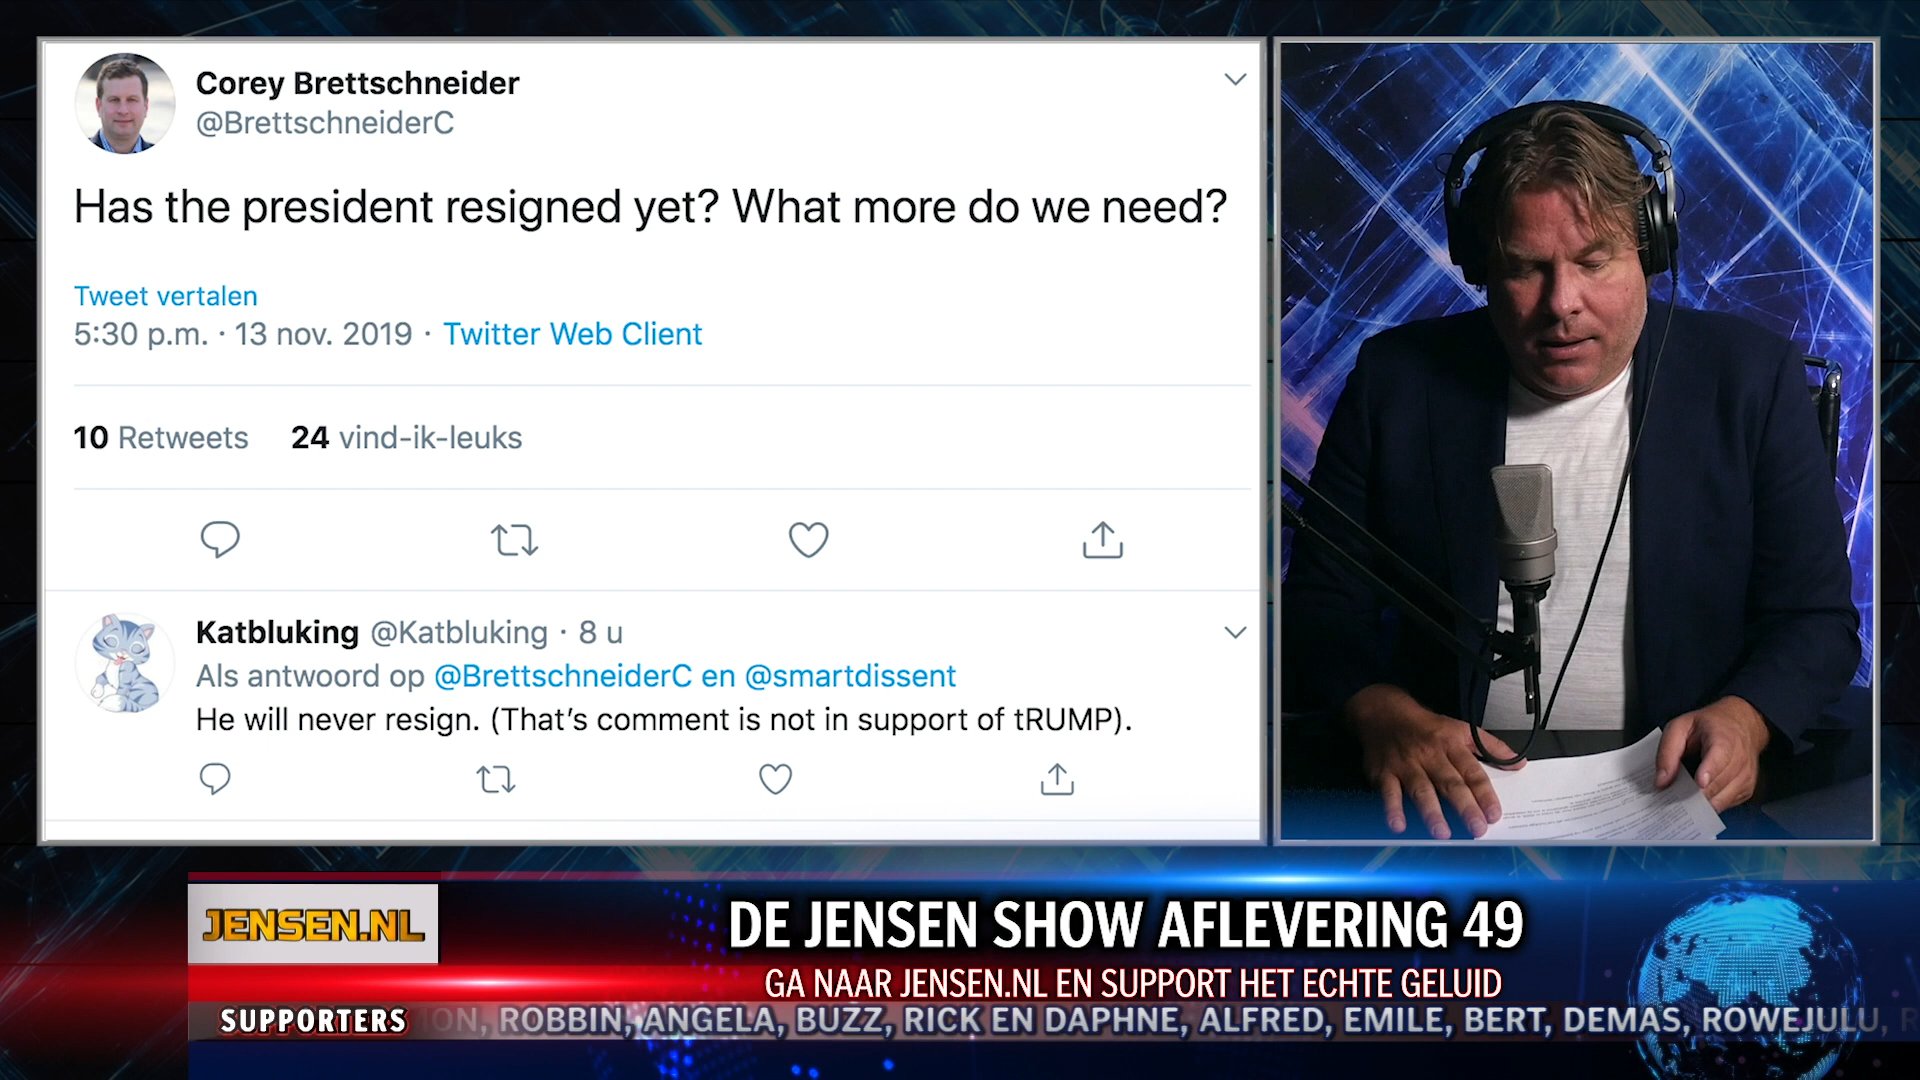 Corey Brettschneider
@BrettschneiderC
Has the president resigned yet? What more do we need?
Tweet vertalen
5:30 p.m. · 13 nov. 2019 · Twitter Web Client
10 Retweets 24 vind-ik-leuks
Katbluking @Katbluking · 8 u
Als antwoord op @BrettschneiderC en @smartdissent
He will never resign. (That's comment is not in support of tRUMP).
JENSEN.NL
DE JENSEN SHOW AFLEVERING 49
GA NAAR JENSEN.NL EN SUPPORT HET ECHTE GELUID
SUPPORTERS ROBBIN, ANGELA, BUZZ, RICK EN DAPHNE, ALFRED, EMILE, BERT, DEMAS, ROWEJULU,